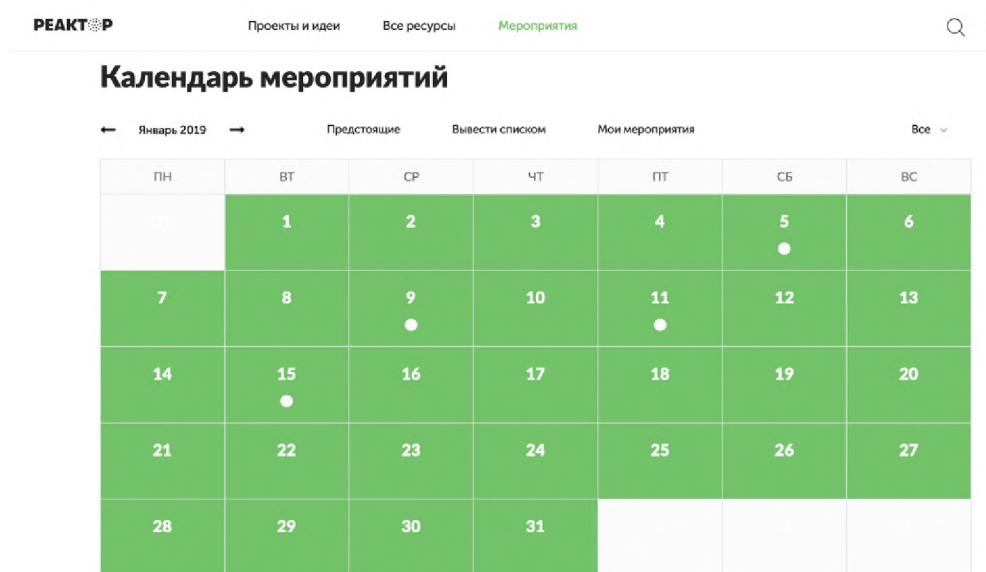 РЕАКТОР Проекты и идеи Все ресурсы Мероприятия
Календарь мероприятий
Январь 2019 Предстоящие Вывести списком Мои мероприятия Все
ПН ВТ СР ЧТ ПТ СБ ВС
1 2 3 4 5 6
7 8 9 10 11 12 13
14 15 16 17 18 19 20
21 22 23 24 25 26 27
28 29 30 31